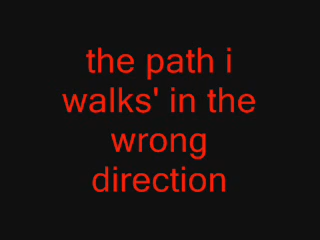 the path i
walks' in the
wrong
direction